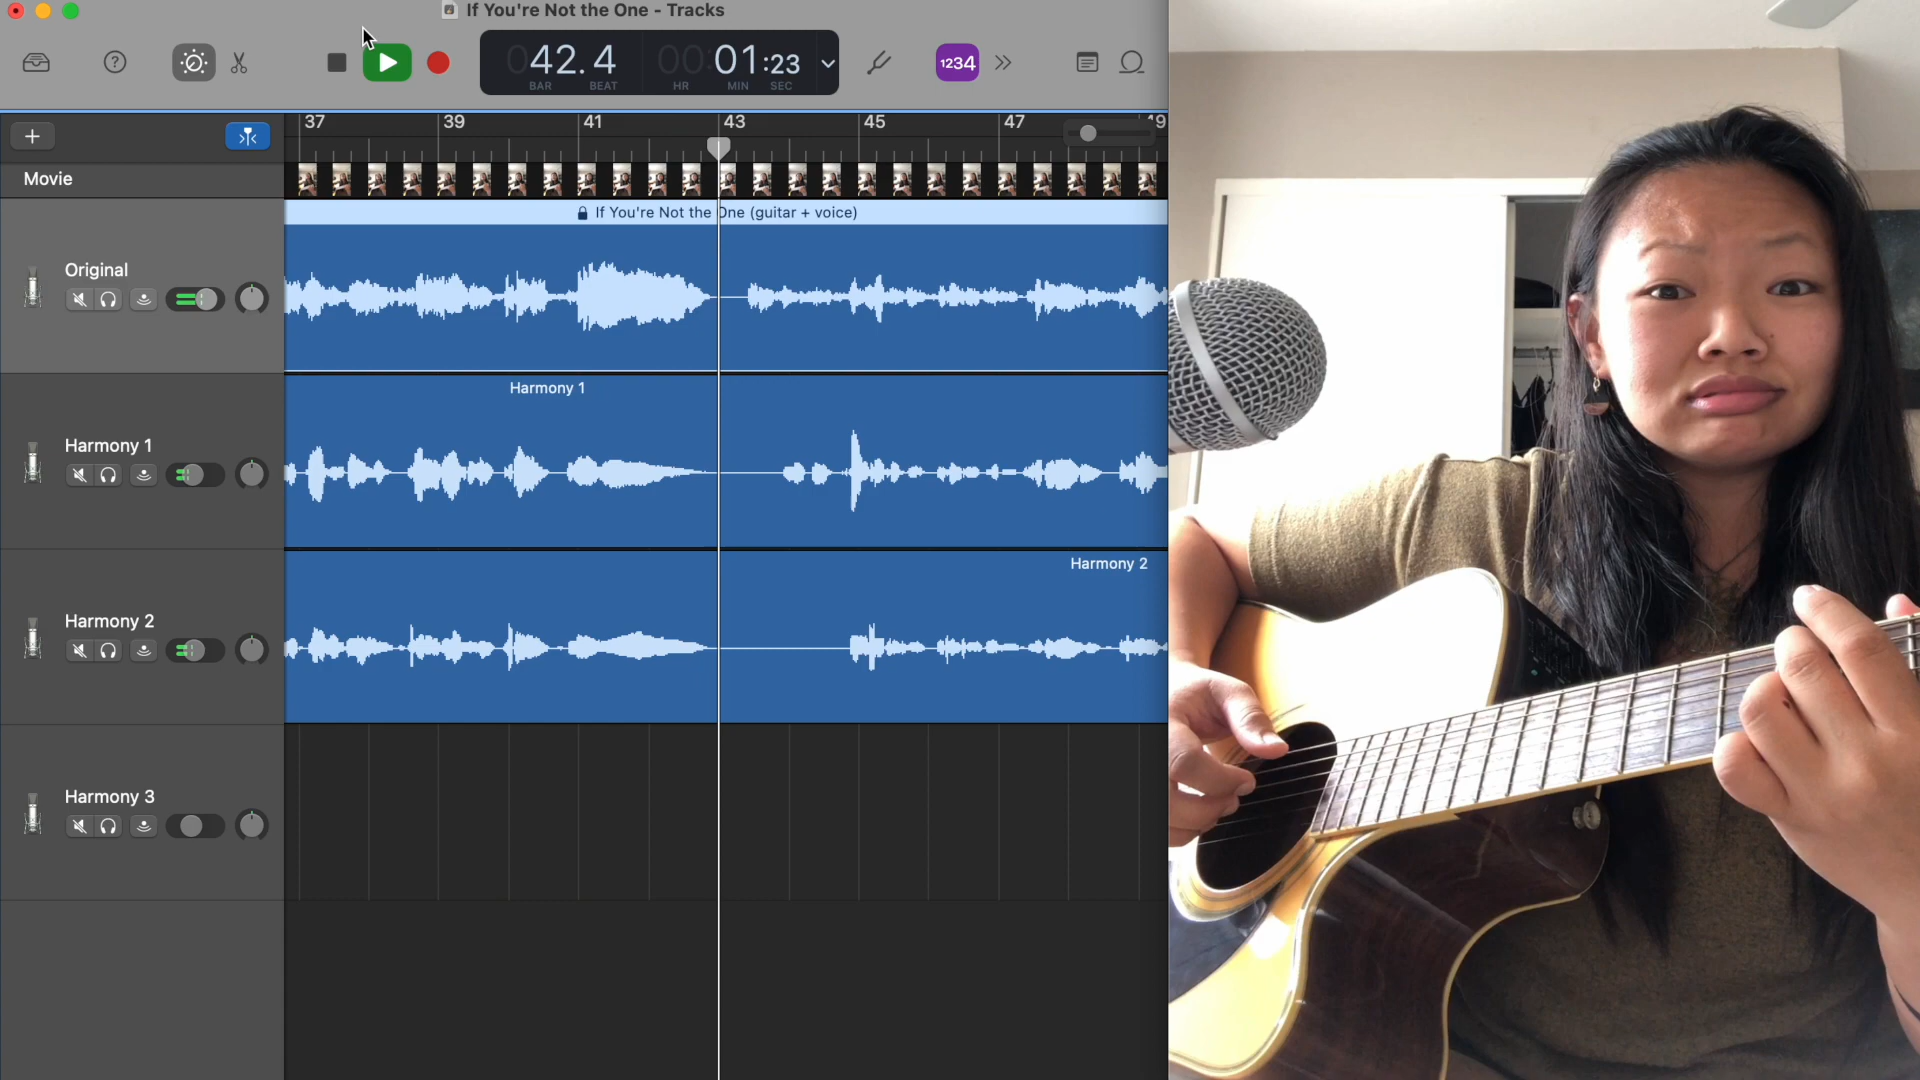 If You're Not the One - Tracks
042.4
00:01:23
BAR
BEAT
HR
MIN
SEC
1234
37
39
41
43
45
47
49
Movie
If You're Not the One (guitar + voice)
Original
Harmony 1
Harmony 1
Harmony 2
Harmony 2
Harmony 3